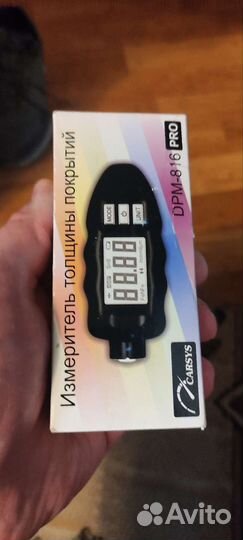 Измеритель толщины покрытий
MODE
UNIT
88.88
DPM-816 PRO
CARSYS
Avito